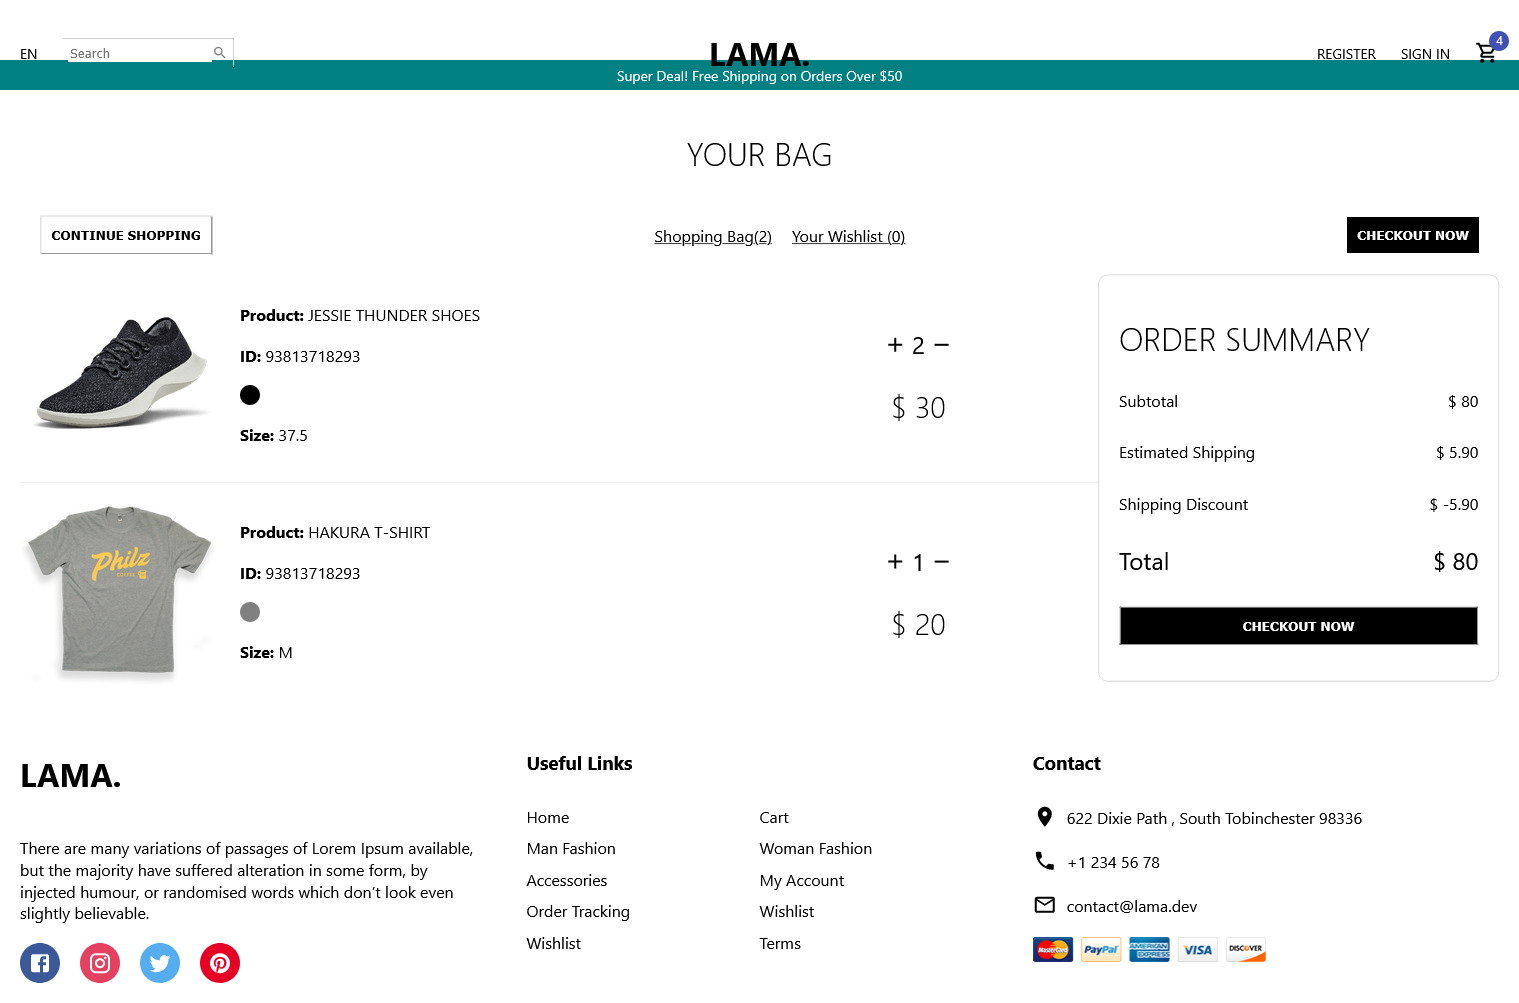 EN
Search
LAMA.
REGISTER
SIGN IN
4
Super Deal! Free Shipping on Orders Over $50
YOUR BAG
CONTINUE SHOPPING
Shopping Bag(2)
Your Wishlist (0)
CHECKOUT NOW
Product: JESSIE THUNDER SHOES
ID: 93813718293
Size: 37.5
+ 2 −
$ 30
Philz
COFFEE
Product: HAKURA T-SHIRT
ID: 93813718293
Size: M
+ 1 −
$ 20
ORDER SUMMARY
Subtotal $ 80
Estimated Shipping $ 5.90
Shipping Discount $ -5.90
Total $ 80
CHECKOUT NOW
LAMA.
There are many variations of passages of Lorem Ipsum available,
but the majority have suffered alteration in some form, by
injected humour, or randomised words which don’t look even
slightly believable.
Useful Links
Home Cart
Man Fashion Woman Fashion
Accessories My Account
Order Tracking Wishlist
Wishlist Terms
Contact
622 Dixie Path , South Tobinchester 98336
+1 234 56 78
contact@lama.dev
MasterCard PayPal AMERICAN EXPRESS VISA DISCOVER